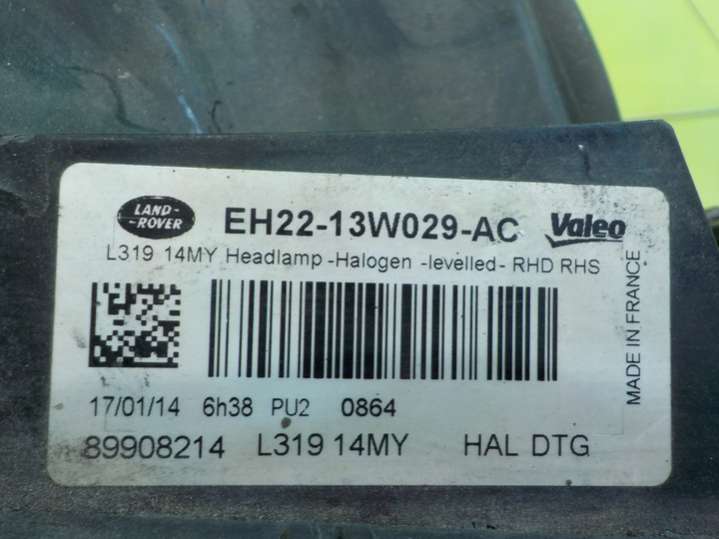 LAND-
-ROVER
EH22-13W029-AC
Valeo
L319 14MY Headlamp -Halogen -levelled- RHD RHS
MADE IN FRANCE
17/01/14 6h38 PU2 0864
89908214 L319 14MY HAL DTG